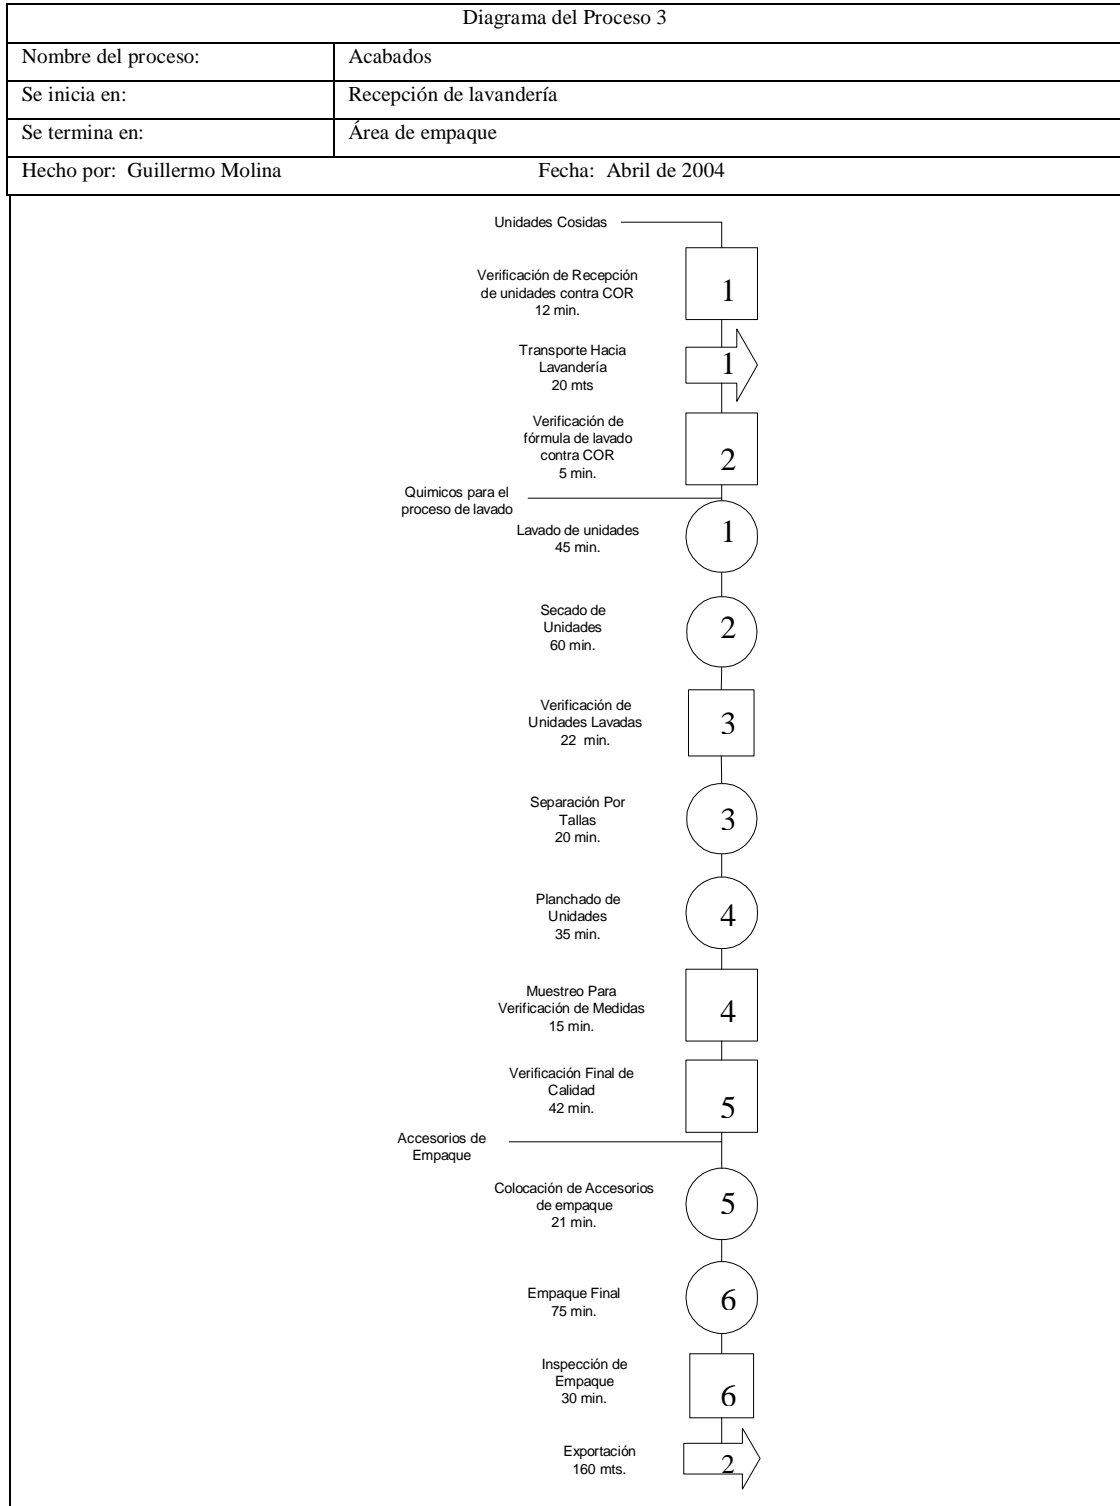 Diagrama del Proceso 3
Nombre del proceso: Acabados
Se inicia en: Recepción de lavandería
Se termina en: Área de empaque
Hecho por: Guillermo Molina Fecha: Abril de 2004
Unidades Cosidas
Verificación de Recepción
de unidades contra COR
12 min.
1
Transporte Hacia
Lavandería
20 mts
1
Verificación de
fórmula de lavado
contra COR
5 min.
2
Quimicos para el
proceso de lavado
Lavado de unidades
45 min.
1
Secado de
Unidades
60 min.
2
Verificación de
Unidades Lavadas
22 min.
3
Separación Por
Tallas
20 min.
3
Planchado de
Unidades
35 min.
4
Muestreo Para
Verificación de Medidas
15 min.
4
Verificación Final de
Calidad
42 min.
5
Accesorios de
Empaque
Colocación de Accesorios
de empaque
21 min.
5
Empaque Final
75 min.
6
Inspección de
Empaque
30 min.
6
Exportación
160 mts.
2